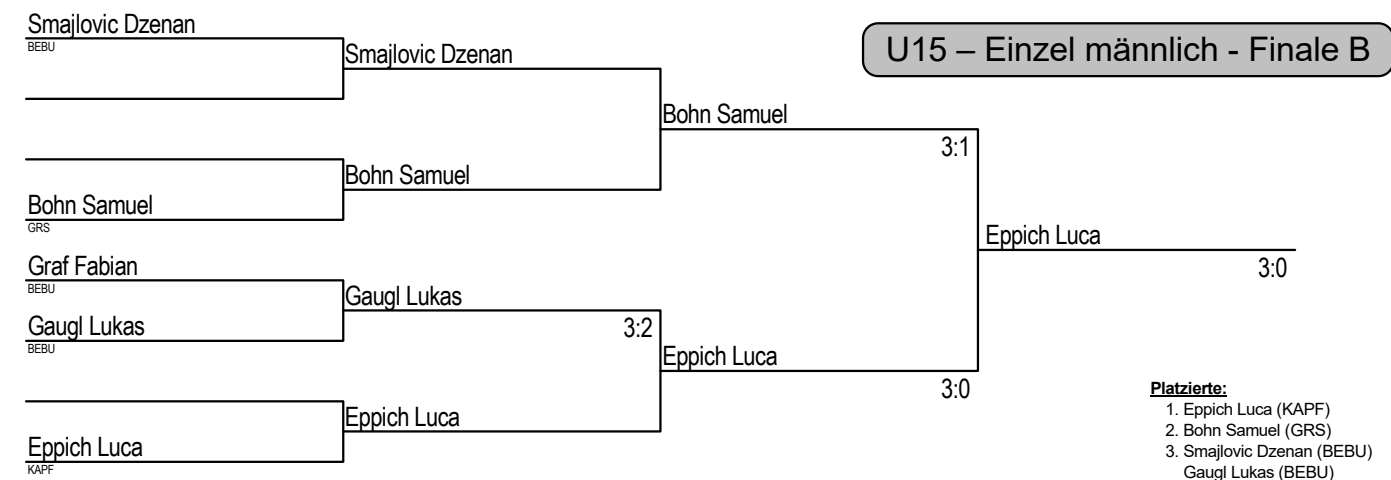 U15 – Einzel männlich - Finale B
Smajlovic Dzenan
BEBU
Smajlovic Dzenan
Bohn Samuel
3:1
Bohn Samuel
Bohn Samuel
GRS
Eppich Luca
3:0
Graf Fabian
BEBU
Gaugl Lukas
3:2
Gaugl Lukas
BEBU
Eppich Luca
3:0
Eppich Luca
Eppich Luca
KAPF
Platzierte:
1. Eppich Luca (KAPF)
2. Bohn Samuel (GRS)
3. Smajlovic Dzenan (BEBU)
Gaugl Lukas (BEBU)